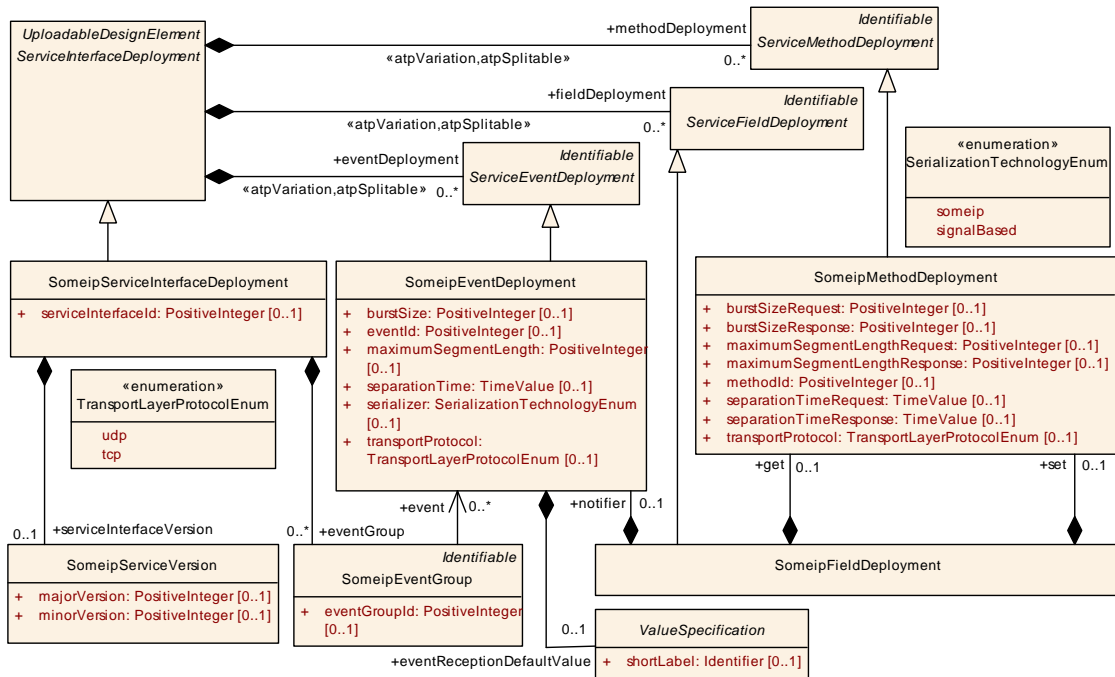 UploadableDesignElement
ServiceInterfaceDeployment
+methodDeployment
«atpVariation,atpSplitable»
0..*
Identifiable
ServiceMethodDeployment
+fieldDeployment
«atpVariation,atpSplitable»
0..*
Identifiable
ServiceFieldDeployment
+eventDeployment
«atpVariation,atpSplitable»
0..*
Identifiable
ServiceEventDeployment
«enumeration»
SerializationTechnologyEnum
someip
signalBased
SomeipServiceInterfaceDeployment
+ serviceInterfaceId: PositiveInteger [0..1]
SomeipEventDeployment
+ burstSize: PositiveInteger [0..1]
+ eventId: PositiveInteger [0..1]
+ maximumSegmentLength: PositiveInteger
[0..1]
+ separationTime: TimeValue [0..1]
+ serializer: SerializationTechnologyEnum
[0..1]
+ transportProtocol:
TransportLayerProtocolEnum [0..1]
SomeipMethodDeployment
+ burstSizeRequest: PositiveInteger [0..1]
+ burstSizeResponse: PositiveInteger [0..1]
+ maximumSegmentLengthRequest: PositiveInteger [0..1]
+ maximumSegmentLengthResponse: PositiveInteger [0..1]
+ methodId: PositiveInteger [0..1]
+ separationTimeRequest: TimeValue [0..1]
+ separationTimeResponse: TimeValue [0..1]
+ transportProtocol: TransportLayerProtocolEnum [0..1]
«enumeration»
TransportLayerProtocolEnum
udp
tcp
+get 0..1
+set 0..1
+event 0..*
+notifier 0..1
0..1 +serviceInterfaceVersion
0..* +eventGroup
SomeipServiceVersion
+ majorVersion: PositiveInteger [0..1]
+ minorVersion: PositiveInteger [0..1]
Identifiable
SomeipEventGroup
+ eventGroupId: PositiveInteger
[0..1]
SomeipFieldDeployment
0..1
+eventReceptionDefaultValue
ValueSpecification
+ shortLabel: Identifier [0..1]